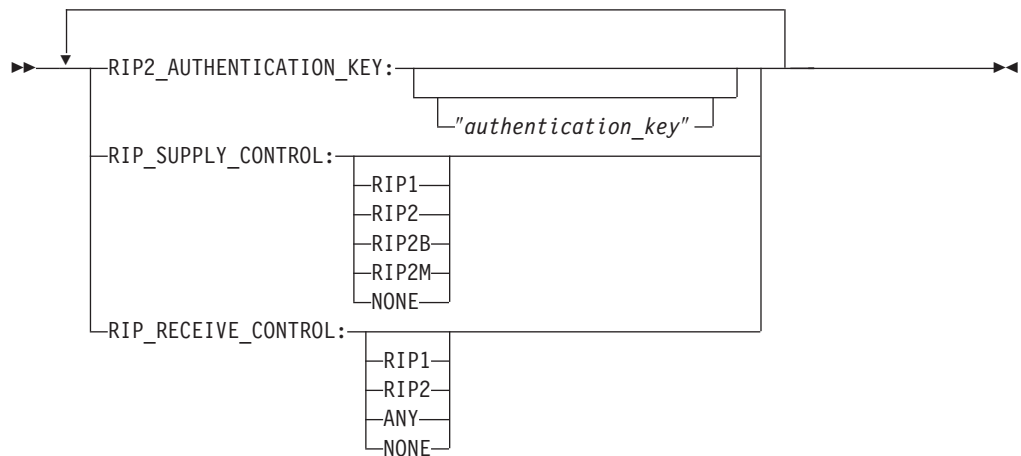 RIP2_AUTHENTICATION_KEY:
"authentication_key"
RIP_SUPPLY_CONTROL:
RIP1
RIP2
RIP2B
RIP2M
NONE
RIP_RECEIVE_CONTROL:
RIP1
RIP2
ANY
NONE